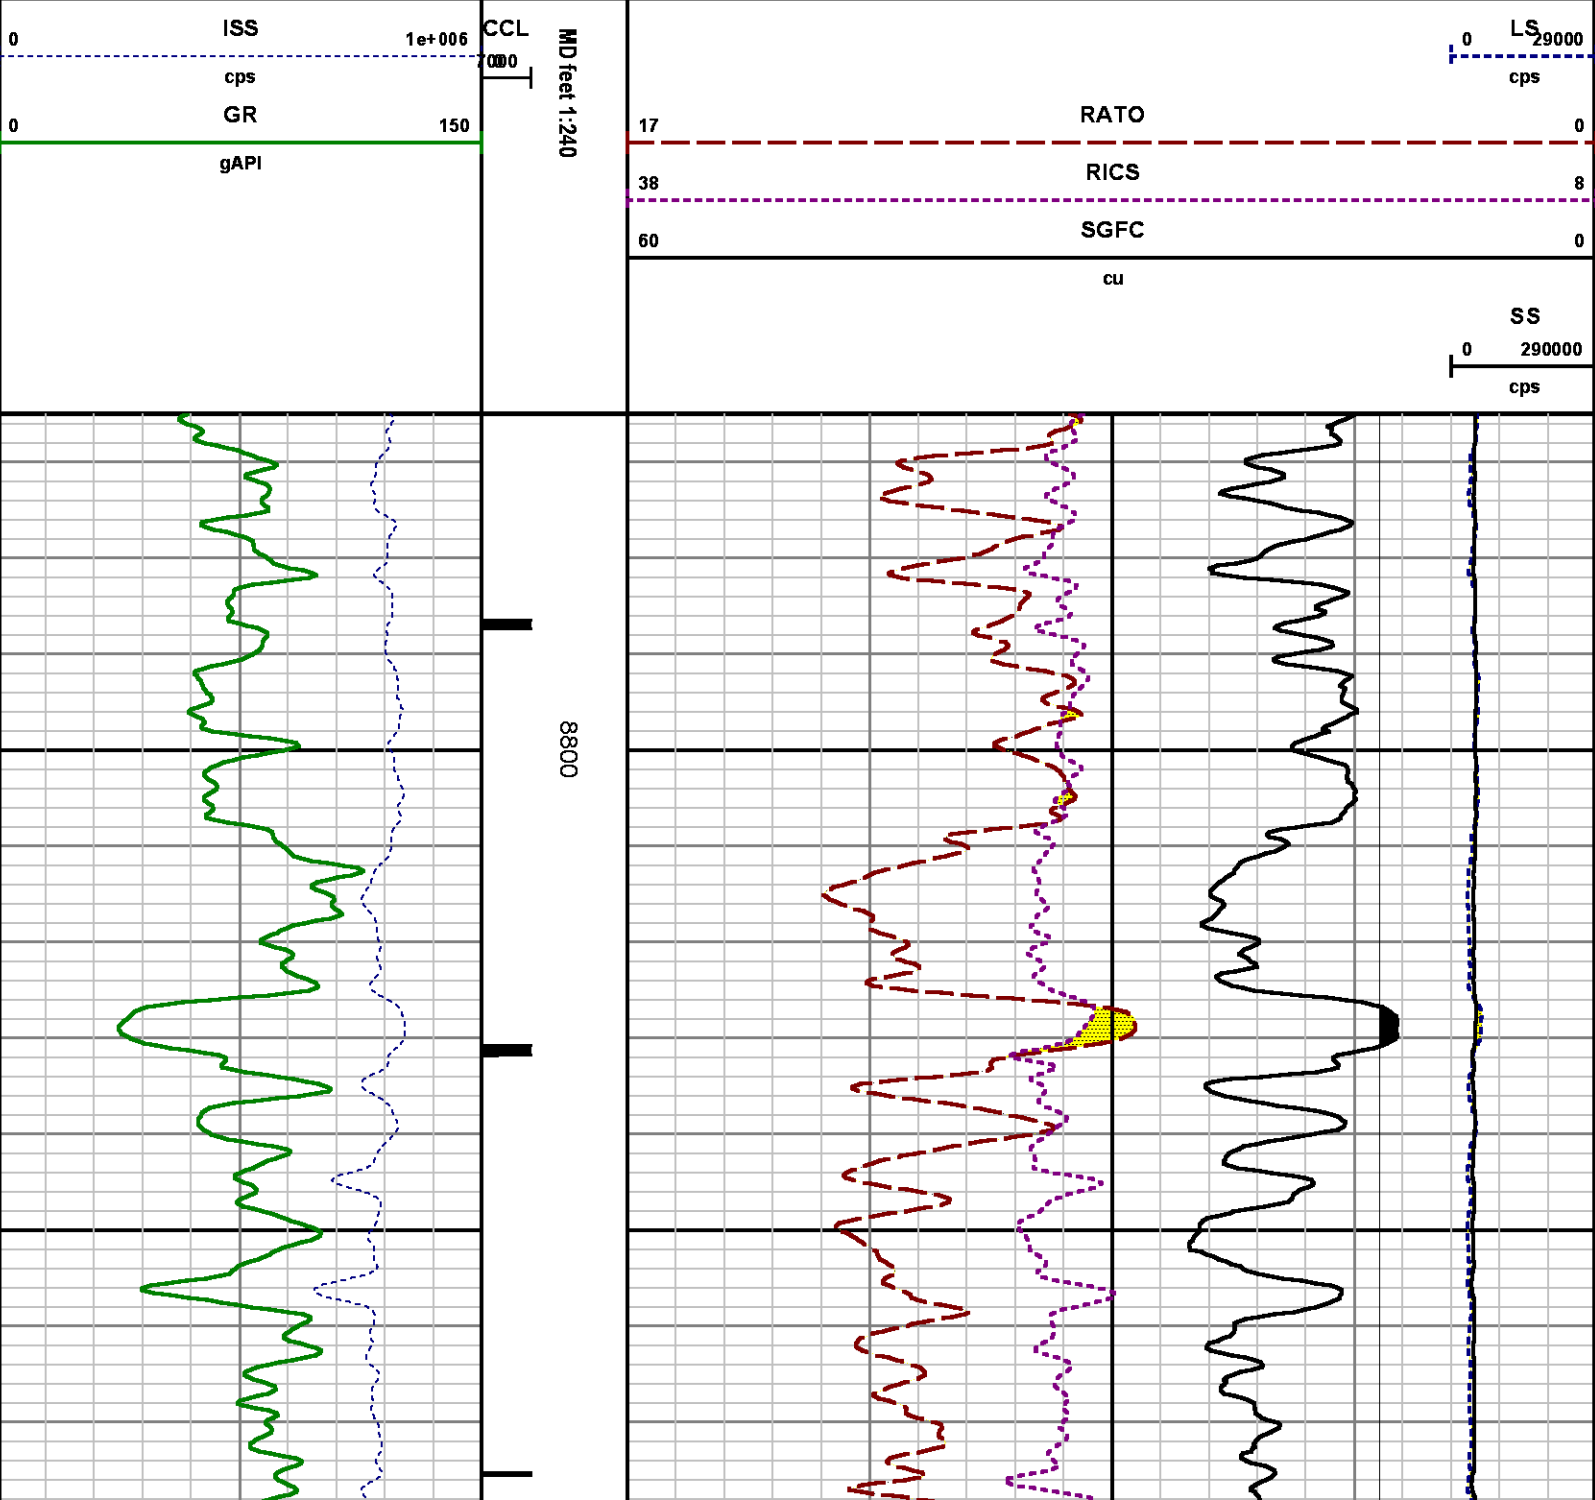 ISS
0 1e+006
cps
GR
0 150
gAPI
CCL
MD feet 1:240
LS
0 29000
cps
RATO
17 0
RICS
38 8
SGFC
60 0
cu
SS
0 290000
cps
8800